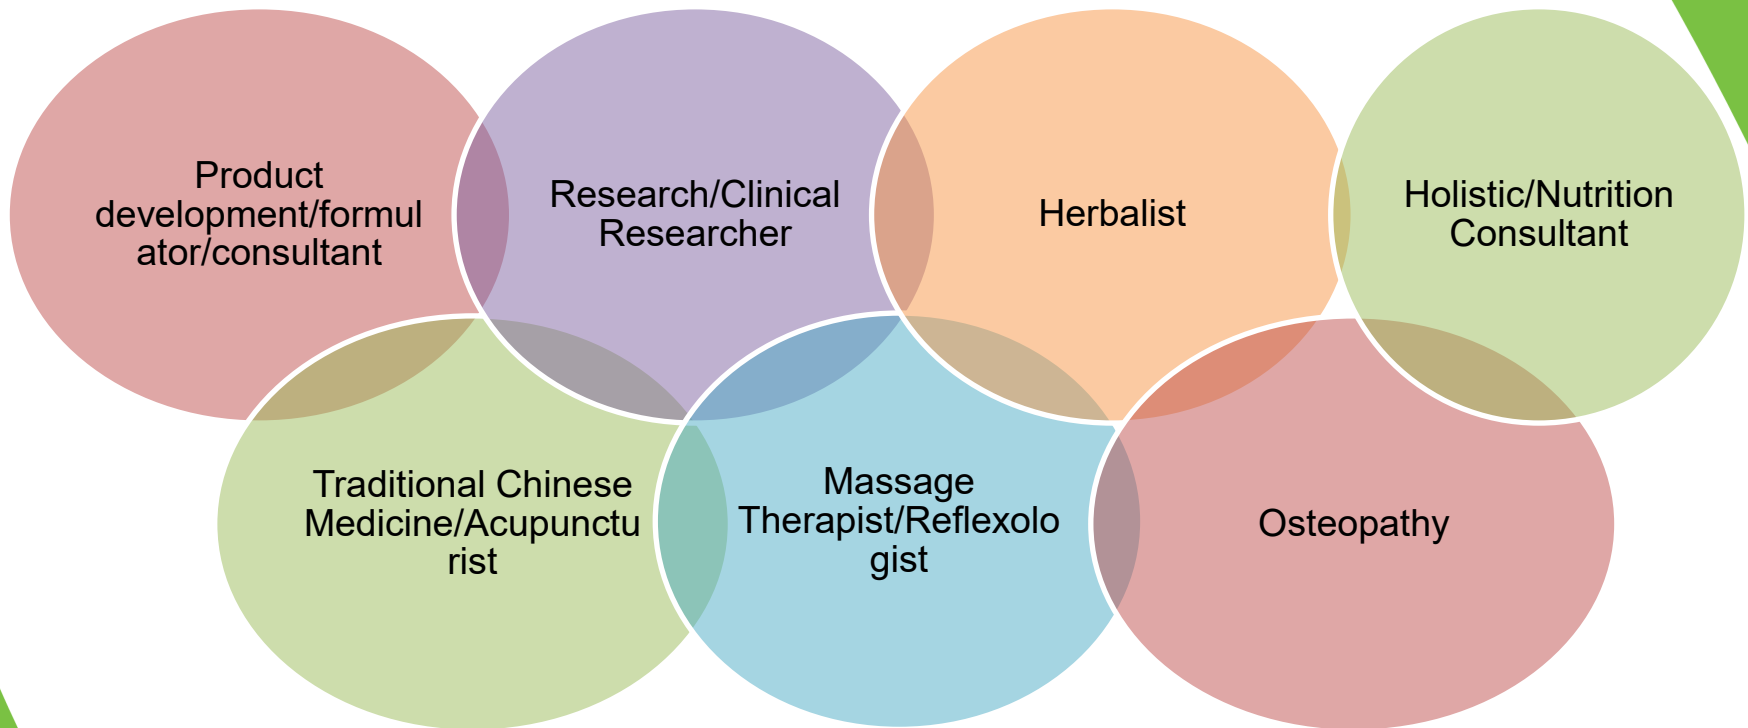 Product
development/formul
ator/consultant
Research/Clinical
Researcher
Herbalist
Holistic/Nutrition
Consultant
Traditional Chinese
Medicine/Acupunctu
rist
Massage
Therapist/Reflexolo
gist
Osteopathy